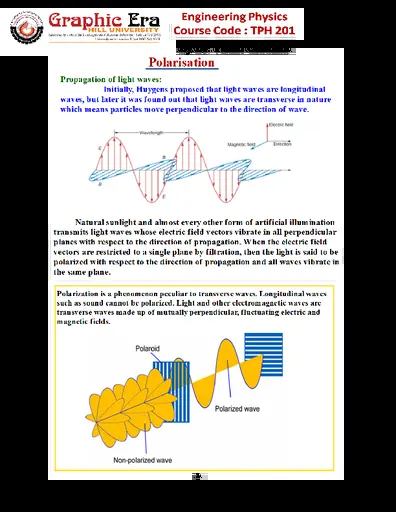 Graphic Era
HILL UNIVERSITY
Engineering Physics
Course Code : TPH 201
Polarisation
Propagation of light waves:
Initially, Huygens proposed that light waves are longitudinal
waves, but later it was found out that light waves are transverse in nature
which means particles move perpendicular to the direction of wave.
Wavelength
Electric field
Magnetic field
Direction
E
B
B
E
Natural sunlight and almost every other form of artificial illumination
transmits light waves whose electric field vectors vibrate in all perpendicular
planes with respect to the direction of propagation. When the electric field
vectors are restricted to a single plane by filtration, then the light is said to be
polarized with respect to the direction of propagation and all waves vibrate in
the same plane.
Polarization is a phenomenon peculiar to transverse waves. Longitudinal waves
such as sound cannot be polarized. Light and other electromagnetic waves are
transverse waves made up of mutually perpendicular, fluctuating electric and
magnetic fields.
Polaroid
Polarized wave
Non-polarized wave